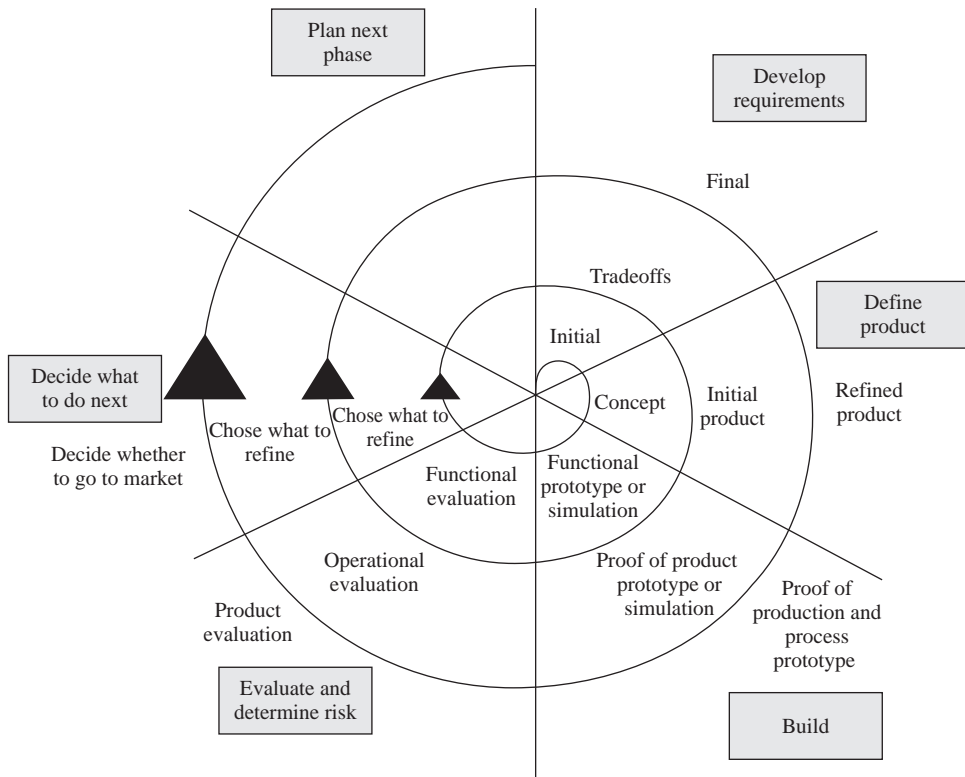 Plan next
phase
Develop
requirements
Final
Tradeoffs
Define
product
Initial
Decide what
to do next
Concept
Initial
product
Refined
product
Chose what to
refine
Chose what to
refine
Decide whether
to go to market
Functional
evaluation
Functional
prototype or
simulation
Operational
evaluation
Proof of product
prototype or
simulation
Proof of
production and
process
prototype
Product
evaluation
Evaluate and
determine risk
Build